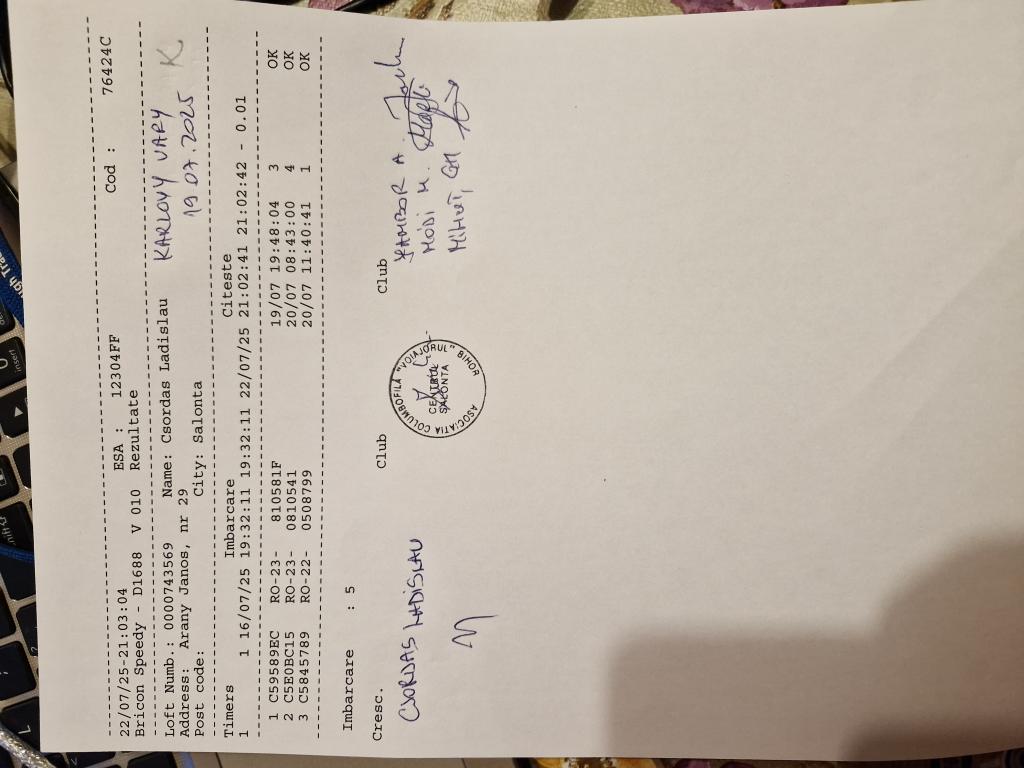 22/07/25-21:03:04 ESA : 12304FF Cod : 76424C
Bricon Speedy - D1688 V 010 Rezultate
Loft Numb.: 0000743569 Name: Csordas Ladislau KARLOVY VARY K
Address: Arany Janos, nr 29 19 07.2025
Post code: City: Salonta
Timers Imbarcare Citeste
1 1 16/07/25 19:32:11 19:32:11 22/07/25 21:02:41 21:02:42 - 0.01
1 C59589EC RO-23- 810581F 19/07 19:48:04 3 OK
2 C5E0BC15 RO-23- 0810541 20/07 08:43:00 4 OK
3 C5845789 RO-22- 0508799 20/07 11:40:41 1 OK
Imbarcare : 5
Cresc. Club Club
CSORDAS LADISLAU
ASOCIATIA COLUMBOFILA "VOIAJORUL" BIHOR
SALONTA
HODI K.